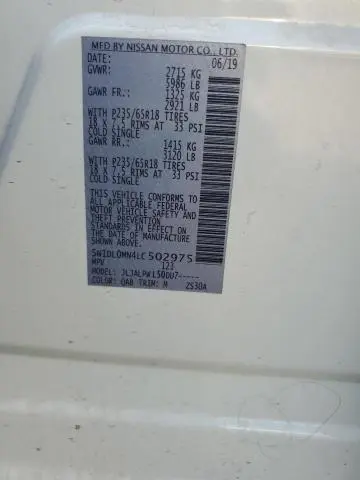 MFD BY NISSAN MOTOR CO., LTD.
DATE: 06/19
GVWR: 2715 KG
5986 LB
GAWR FR.: 1325 KG
2921 LB
WITH P235/65R18 TIRES
18 X 7.5 RIMS AT 33 PSI
COLD SINGLE
GAWR RR.: 1415 KG
3120 LB
WITH P235/65R18 TIRES
18 X 7.5 RIMS AT 33 PSI
COLD SINGLE
THIS VEHICLE CONFORMS TO
ALL APPLICABLE FEDERAL
MOTOR VEHICLE SAFETY AND
THEFT PREVENTION
STANDARDS IN EFFECT ON
THE DATE OF MANUFACTURE
SHOWN ABOVE.
502975
MPV 123
MODEL:
COLOR: QAB TRIM: M